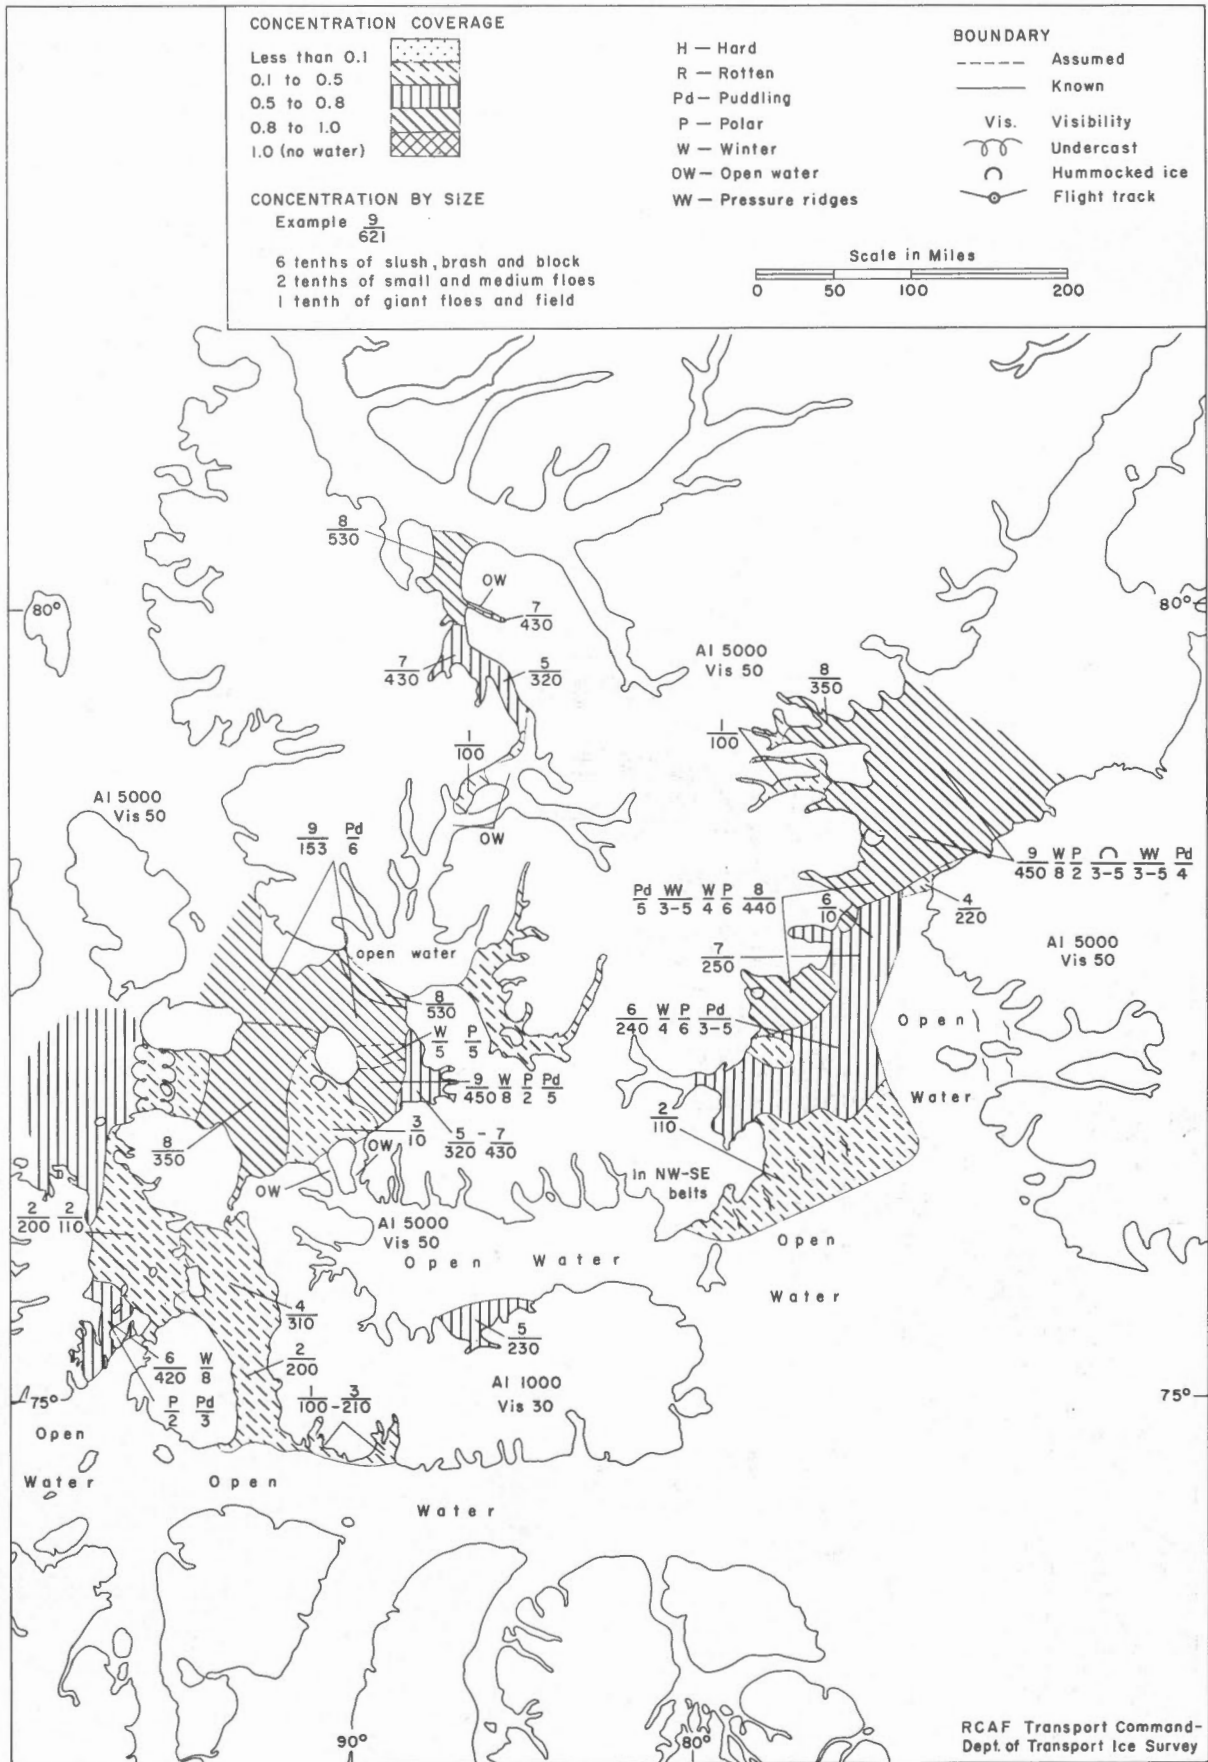 CONCENTRATION COVERAGE
Less than 0.1
0.1 to 0.5
0.5 to 0.8
0.8 to 1.0
1.0 (no water)
CONCENTRATION BY SIZE
Example 9/621
6 tenths of slush, brash and block
2 tenths of small and medium floes
1 tenth of giant floes and field
H — Hard
R — Rotten
Pd — Puddling
P — Polar
W — Winter
OW — Open water
VVV — Pressure ridges
BOUNDARY
Assumed
Known
Vis. Visibility
Undercast
Hummocked ice
Flight track
Scale in Miles
0 50 100 200
8/530
OW
80°
7/430
80°
7/430
5/320
Al 5000
Vis 50
8/350
1/100
1/100
Al 5000
Vis 50
OW
9/153 Pd/6
9/450 W/8 P/2 3-5 VVV/3-5 Pd/4
Pd/5 VVV/3-5 W/4 P/6 8/440
6/10
4/220
open water
7/250
Al 5000
Vis 50
8/530
6/240 W/4 P/6 Pd/3-5
Open
W/5 P/5
9/450 W/8 P/2 Pd/5
Water
2/110
3/10
5/320 - 7/430
8/350
OW
OW
In NW-SE
belts
2/200 2/110
Al 5000
Vis 50
Open Water
Open
Water
4/310
5/230
6/420 W/8
2/200
P/2 Pd/3
1/100 - 3/210
Al 1000
Vis 30
75°
75°
Open
Water
Open
Water
90°
80°
RCAF Transport Command-
Dept. of Transport Ice Survey